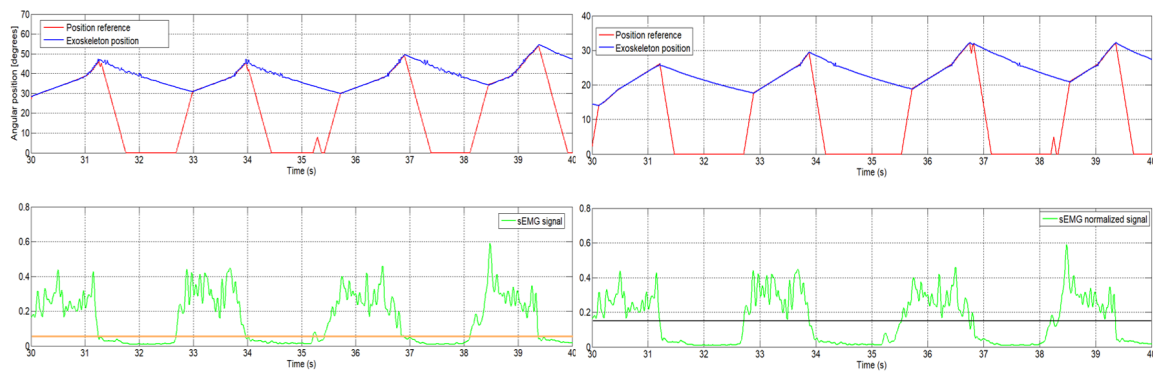 Position reference
Exoskeleton position
Angular position [degrees]
70
60
50
40
30
20
10
0
30 31 32 33 34 35 36 37 38 39 40
Time (s)
Position reference
Exoskeleton position
40
30
20
10
0
30 31 32 33 34 35 36 37 38 39 40
Time (s)
sEMG signal
0.8
0.6
0.4
0.2
0
30 31 32 33 34 35 36 37 38 39 40
Time (s)
sEMG normalized signal
0.8
0.6
0.4
0.2
0
30 31 32 33 34 35 36 37 38 39 40
Time (s)